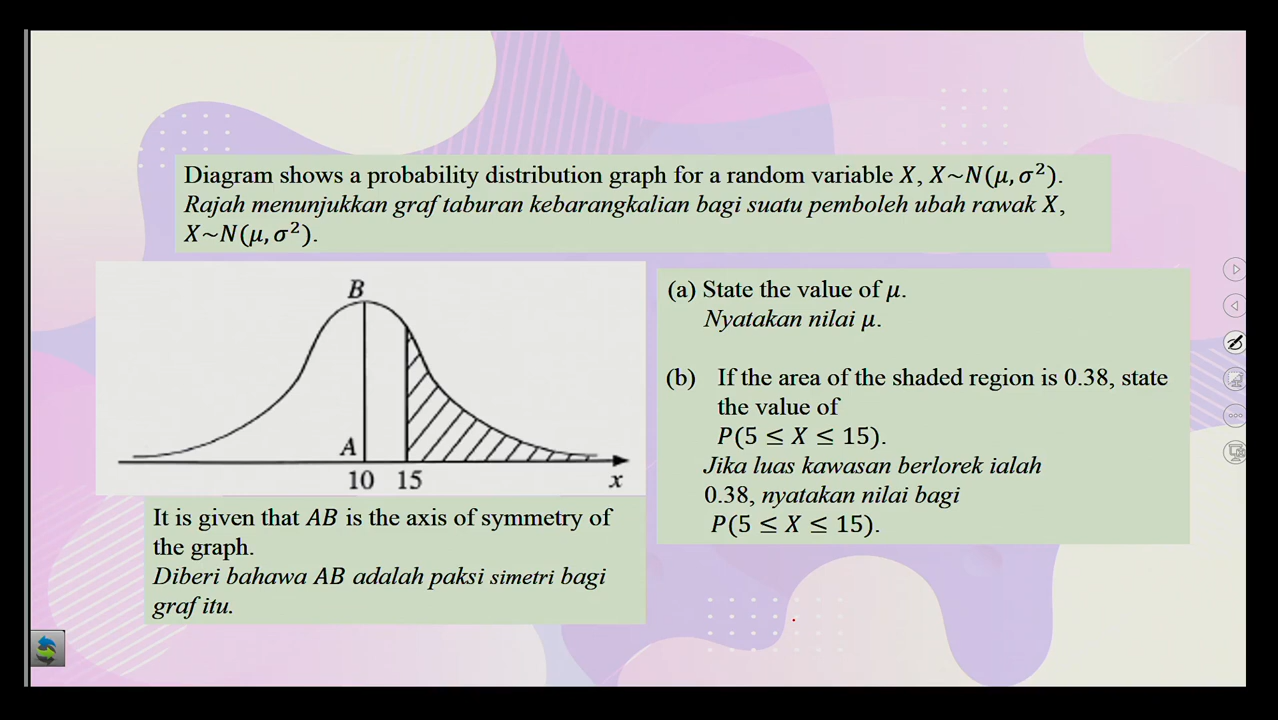 Diagram shows a probability distribution graph for a random variable X, X~N(μ, σ²).
Rajah menunjukkan graf taburan kebarangkalian bagi suatu pemboleh ubah rawak X,
X~N(μ, σ²).
B
A
10 15 x
It is given that AB is the axis of symmetry of
the graph.
Diberi bahawa AB adalah paksi simetri bagi
graf itu.
(a) State the value of μ.
Nyatakan nilai μ.
(b) If the area of the shaded region is 0.38, state
the value of
P(5 ≤ X ≤ 15).
Jika luas kawasan berlorek ialah
0.38, nyatakan nilai bagi
P(5 ≤ X ≤ 15).